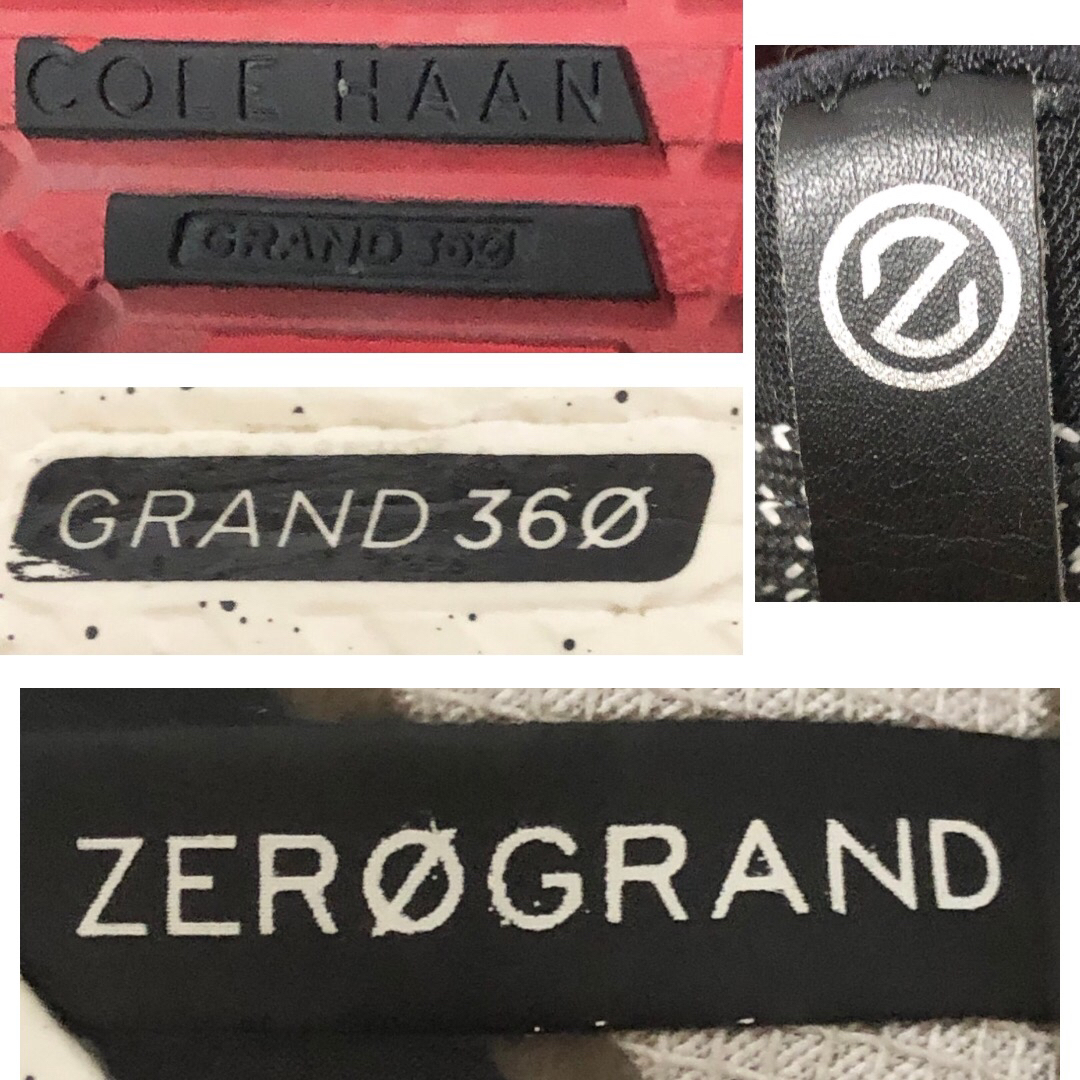 COLE HAAN
GRAND 36Ø
Z
GRAND 36Ø
ZERØGRAND